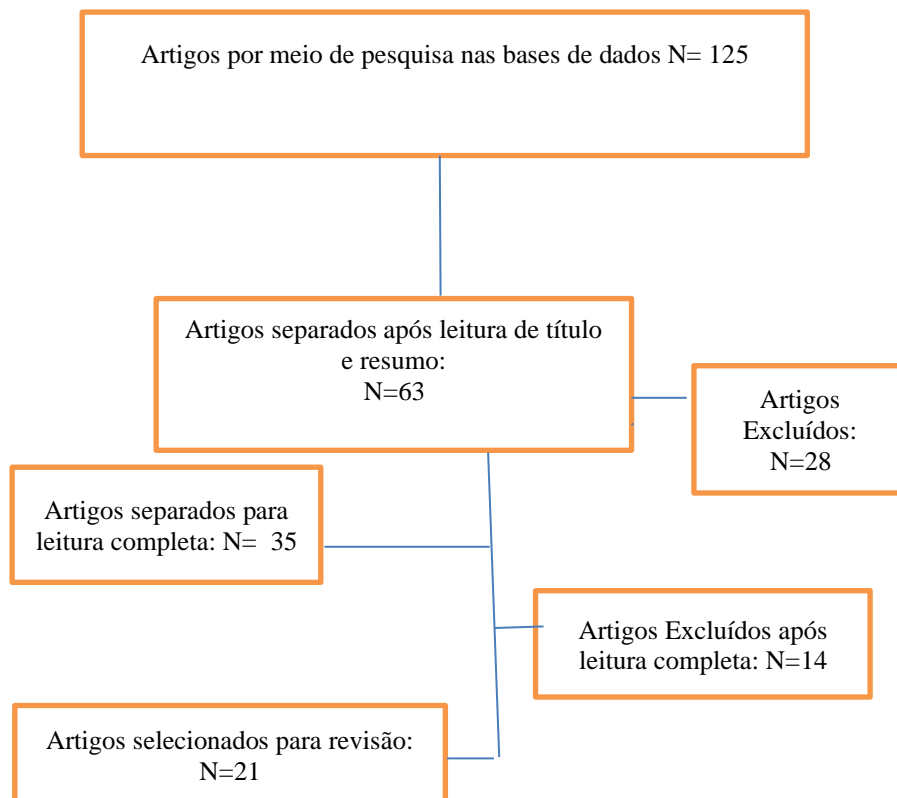 Artigos por meio de pesquisa nas bases de dados N= 125
Artigos separados após leitura de título
e resumo:
N=63
Artigos
Excluídos:
N=28
Artigos separados para
leitura completa: N= 35
Artigos Excluídos após
leitura completa: N=14
Artigos selecionados para revisão:
N=21